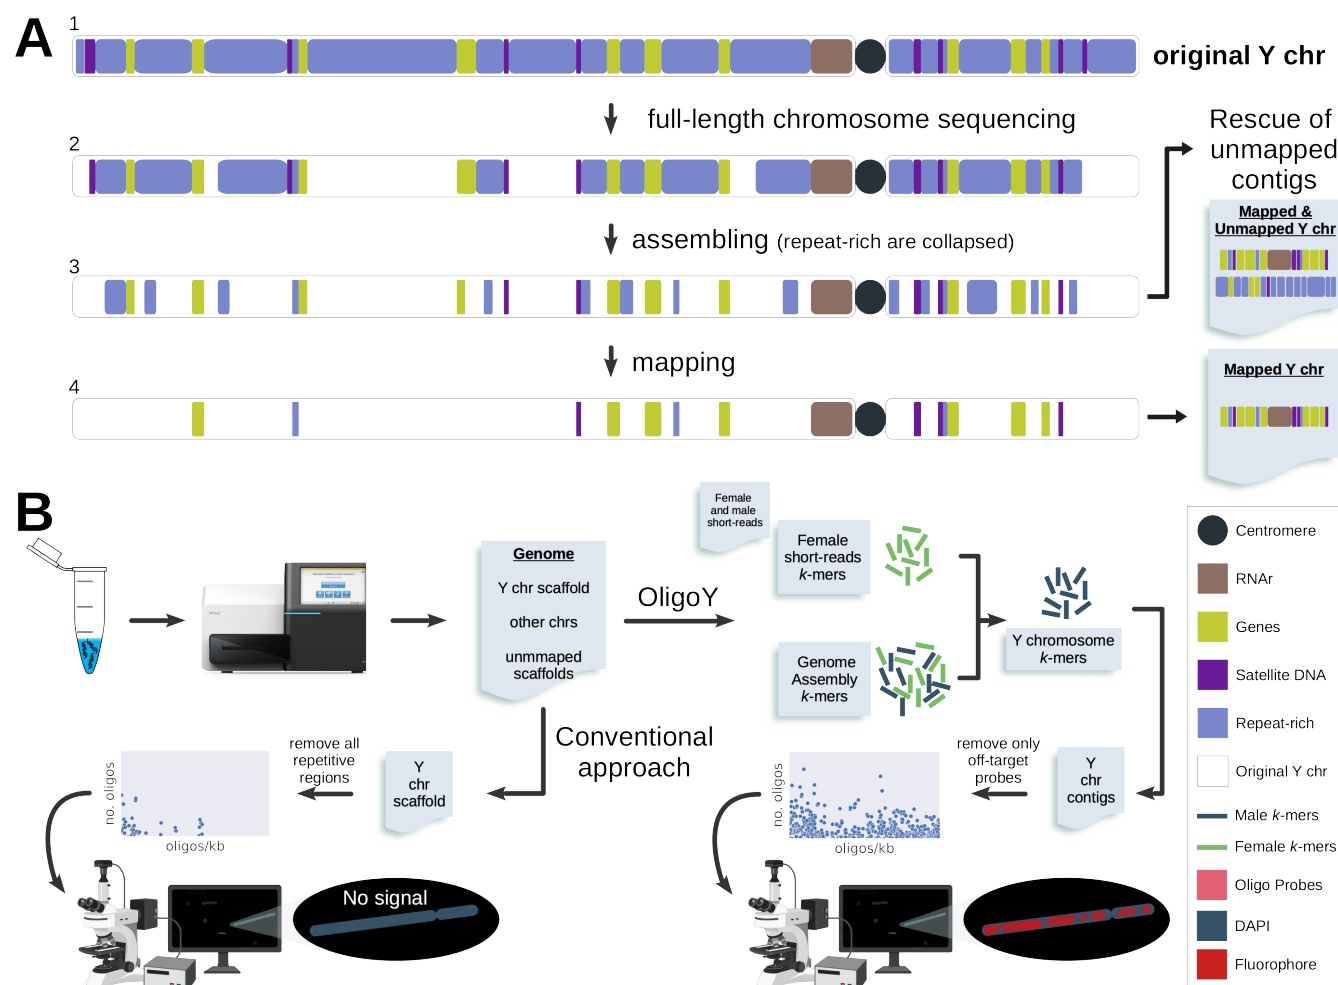 A
1
original Y chr
full-length chromosome sequencing
2
Rescue of
unmapped
contigs
assembling (repeat-rich are collapsed)
Mapped &
Unmapped Y chr
3
mapping
Mapped Y chr
4
B
Female
and male
short-reads
Genome
Y chr scaffold
other chrs
unmmaped
scaffolds
OligoY
Female
short-reads
k-mers
Genome
Assembly
k-mers
Y chromosome
k-mers
Conventional
approach
Y
chr
scaffold
remove all
repetitive
regions
no. oligos
oligos/kb
No signal
Y
chr
contigs
remove only
off-target
probes
no. oligos
oligos/kb
Centromere
RNAr
Genes
Satellite DNA
Repeat-rich
Original Y chr
Male k-mers
Female k-mers
Oligo Probes
DAPI
Fluorophore